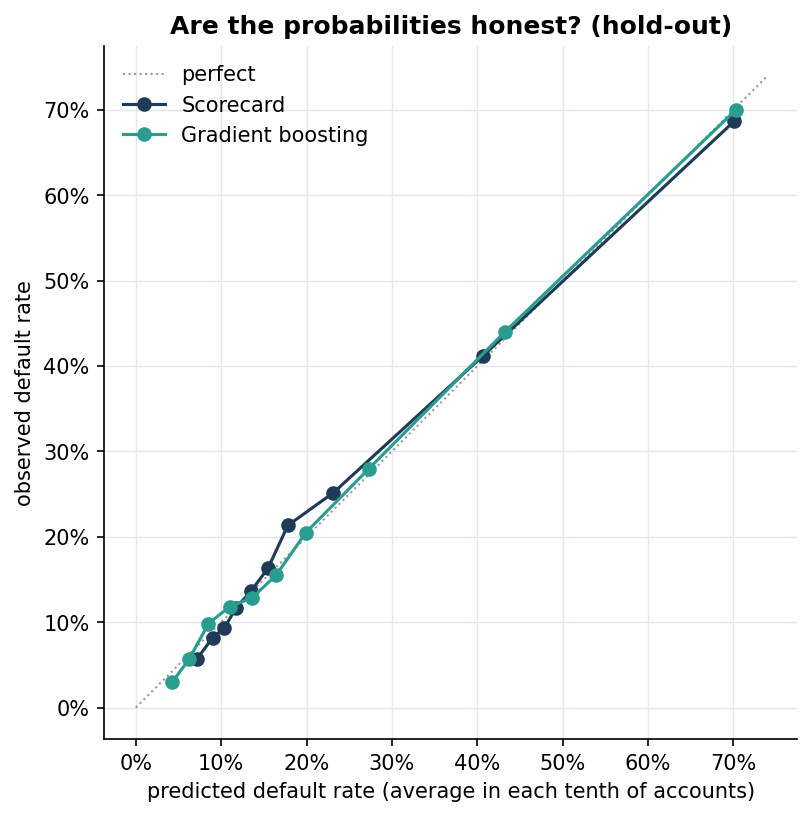 Are the probabilities honest? (hold-out)
perfect
Scorecard
Gradient boosting
70%
60%
50%
40%
30%
20%
10%
0%
observed default rate
0% 10% 20% 30% 40% 50% 60% 70%
predicted default rate (average in each tenth of accounts)